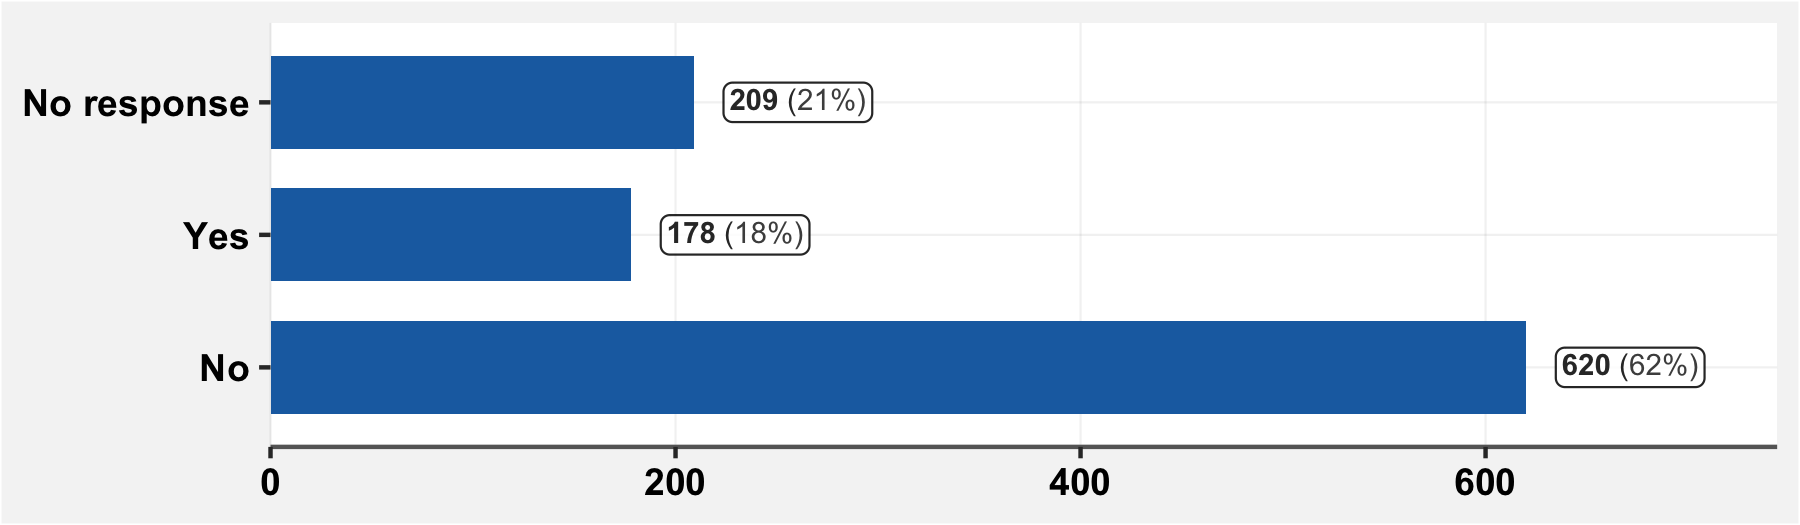 No response
209 (21%)
Yes
178 (18%)
No
620 (62%)
0 200 400 600